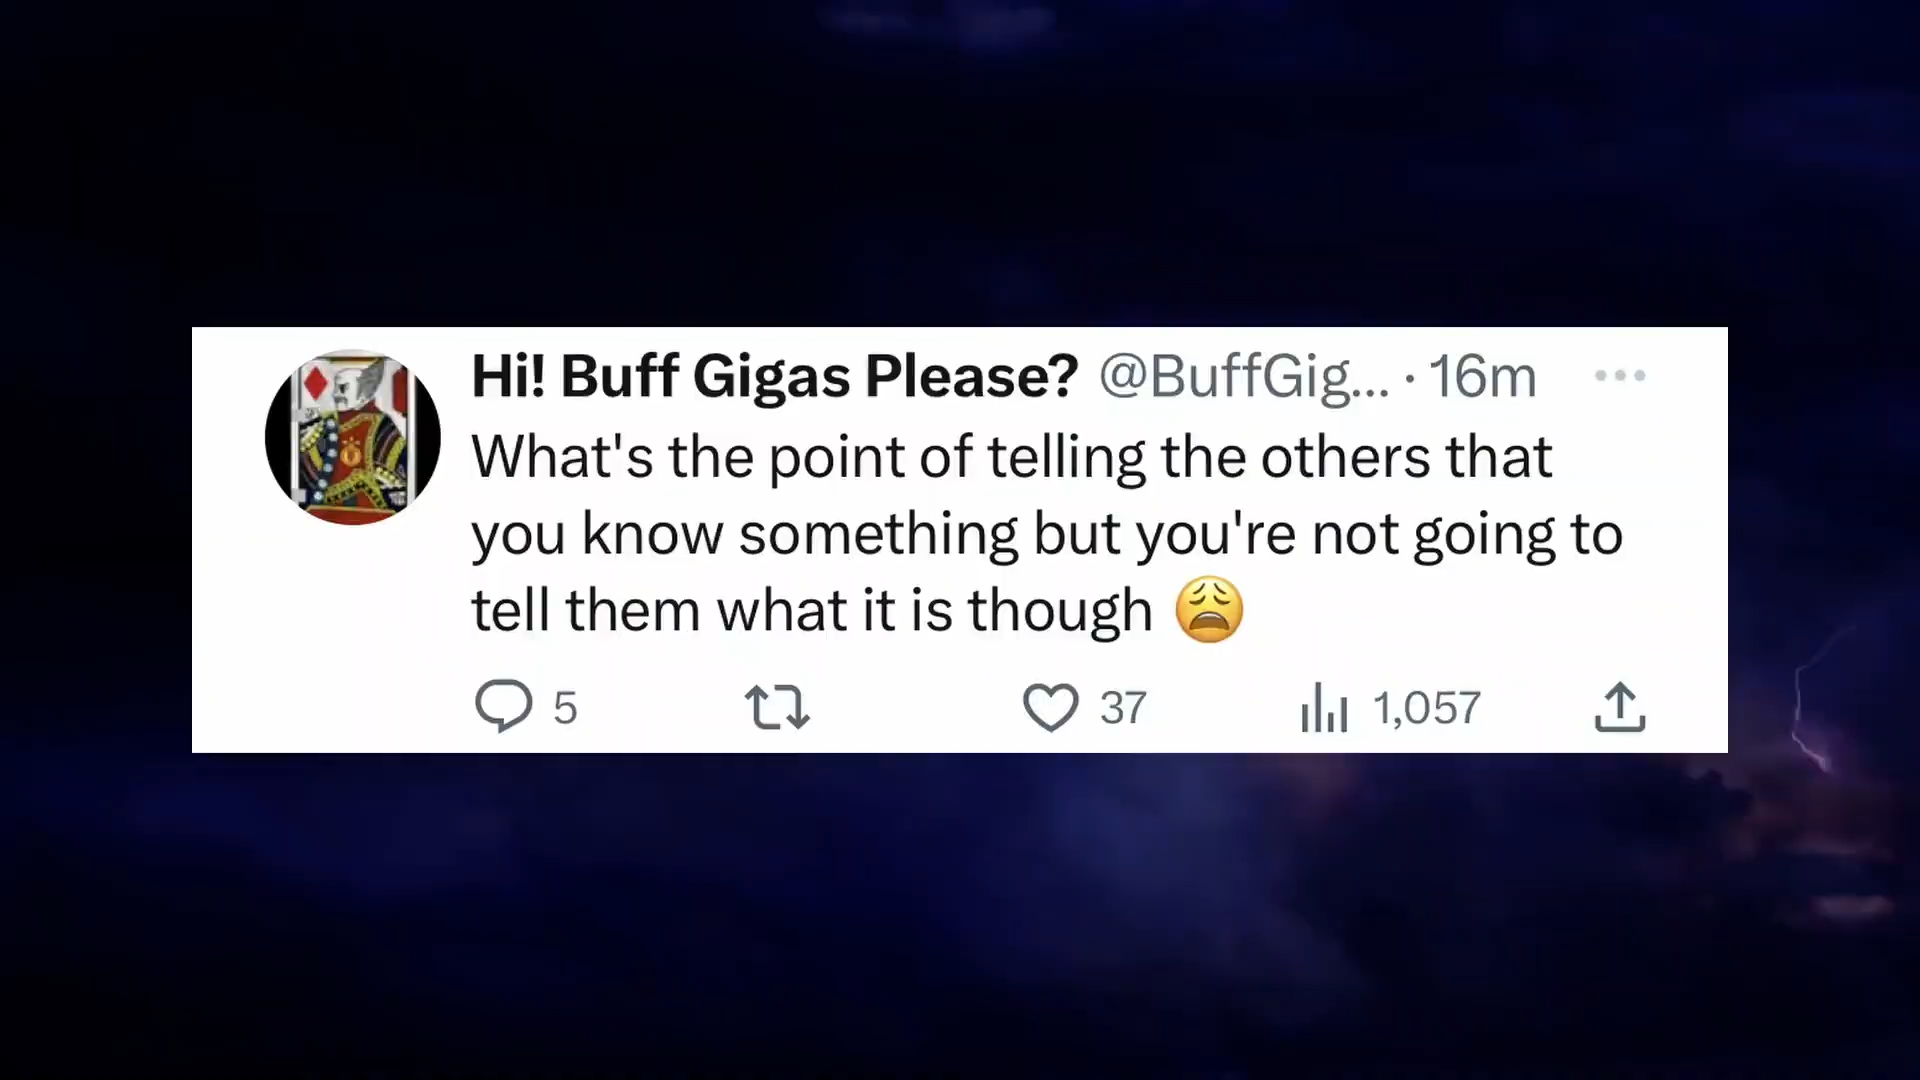 Hi! Buff Gigas Please? @BuffGig... · 16m
What's the point of telling the others that
you know something but you're not going to
tell them what it is though 😩
5 37 1,057